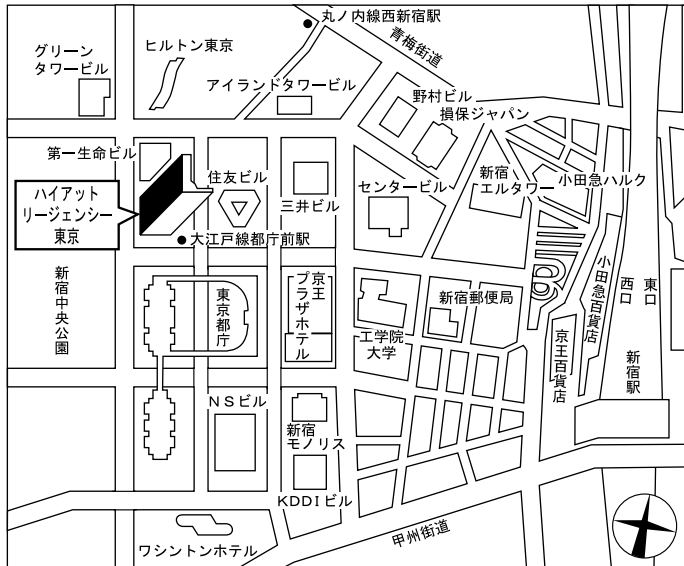 丸ノ内線西新宿駅
青梅街道
グリーン
タワービル
ヒルトン東京
アイランドタワービル
野村ビル
損保ジャパン
第一生命ビル
住友ビル
三井ビル
センタービル
新宿
エルタワー
小田急ハルク
ハイアット
リージェンシー
東京
大江戸線都庁前駅
新宿中央公園
東京都庁
京王
プラザホテル
新宿郵便局
工学院
大学
小田急百貨店
京王百貨店
西口
東口
新宿駅
NSビル
新宿
モノリス
KDDIビル
ワシントンホテル
甲州街道